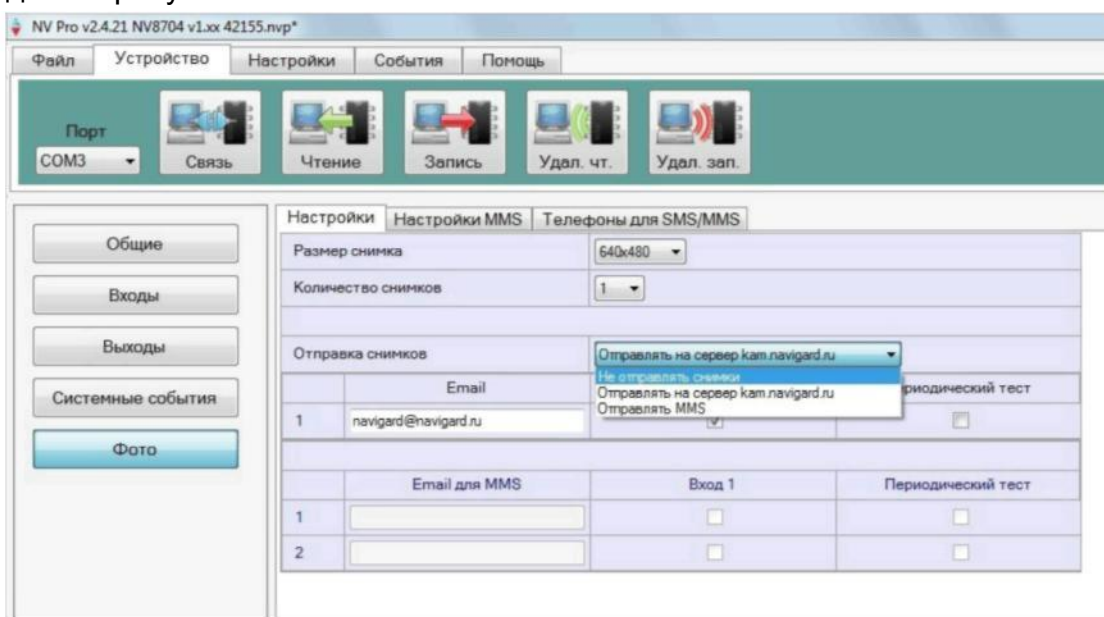 NV Pro v2.4.21 NV8704 v1.xx 42155.nvp*
Файл Устройство Настройки События Помощь
Порт
COM3 Связь Чтение Запись Удал. чт. Удал. зап.
Настройки Настройки MMS Телефоны для SMS/MMS
Общие
Входы
Выходы
Системные события
Фото
Размер снимка 640x480
Количество снимков 1
Отправка снимков Отправлять на сервер kam.navigard.ru
Не отправлять снимки
Отправлять на сервер kam.navigard.ru
Отправлять MMS
Email тест
1 navigard@navigard.ru
Email для MMS Вход 1 Периодический тест
1
2